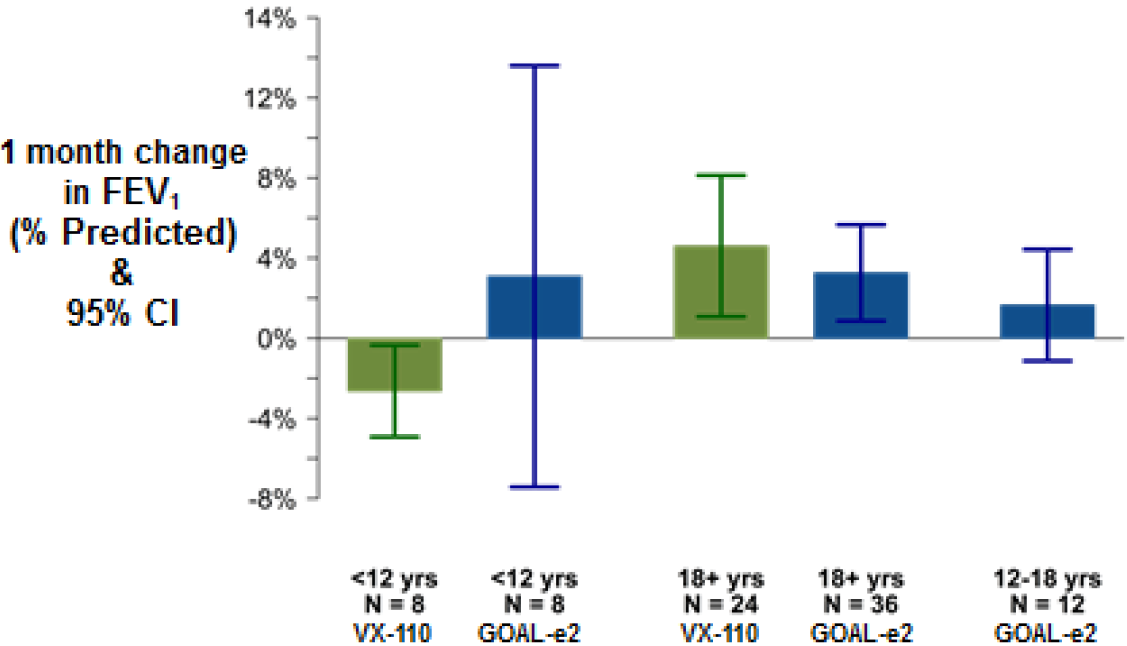 14%
12%
8%
4%
0%
-4%
-8%
1 month change
in FEV₁
(% Predicted)
&
95% CI
<12 yrs
N = 8
VX-110
<12 yrs
N = 8
GOAL-e2
18+ yrs
N = 24
VX-110
18+ yrs
N = 36
GOAL-e2
12-18 yrs
N = 12
GOAL-e2